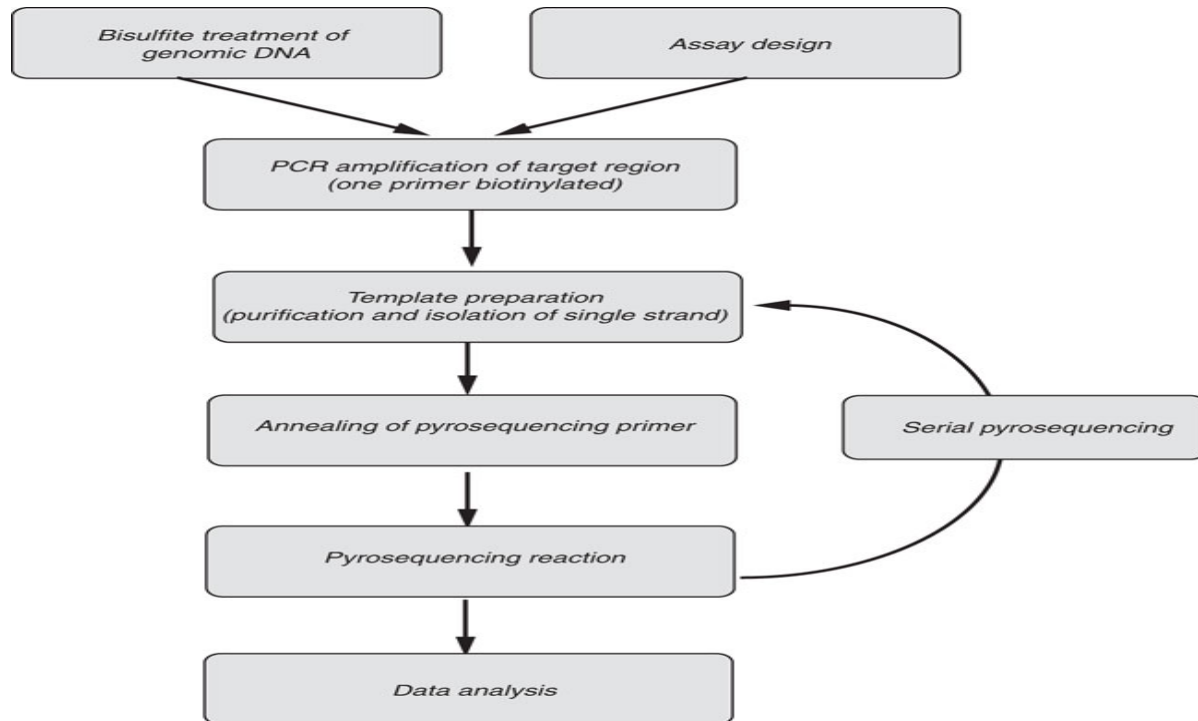 Bisulfite treatment of
genomic DNA
Assay design
PCR amplification of target region
(one primer biotinylated)
Template preparation
(purification and isolation of single strand)
Annealing of pyrosequencing primer
Serial pyrosequencing
Pyrosequencing reaction
Data analysis